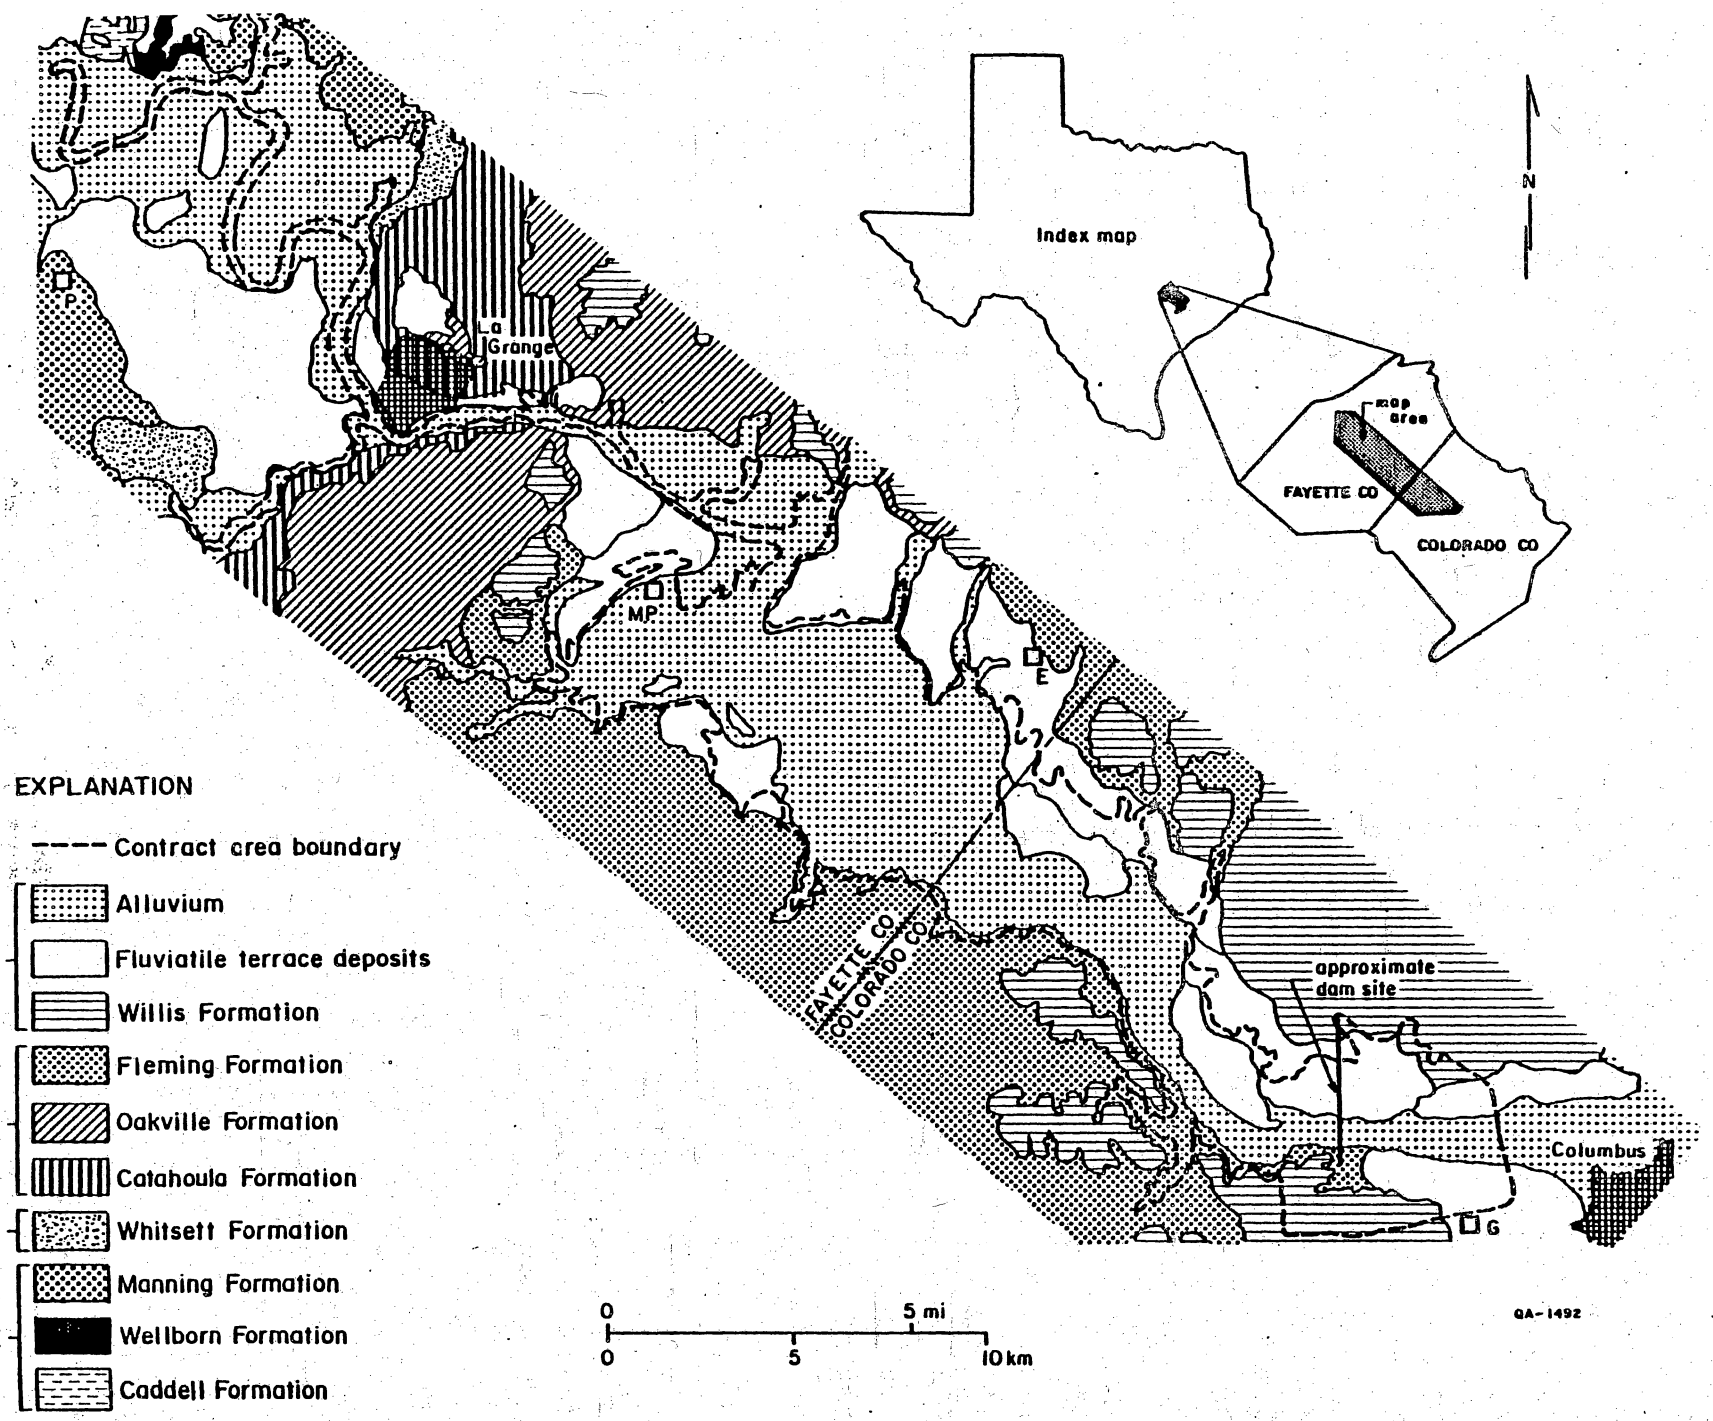 Index map
N
map
area
FAYETTE CO
COLORADO CO
P
La
Grange
MP
E
FAYETTE CO
COLORADO CO
approximate
dam site
Columbus
G
EXPLANATION
Contract area boundary
Alluvium
Fluviatile terrace deposits
Willis Formation
Fleming Formation
Oakville Formation
Catahoula Formation
Whitsett Formation
Manning Formation
Wellborn Formation
Caddell Formation
0 5 mi
0 5 10 km
QA-1492